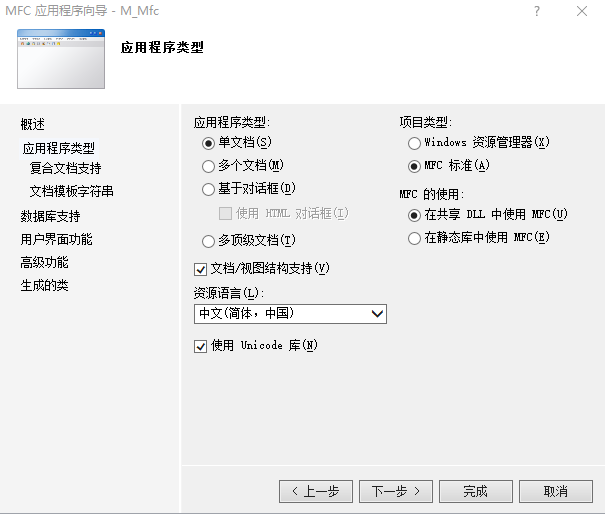 MFC 应用程序向导 - M_Mfc
应用程序类型
概述
应用程序类型
复合文档支持
文档模板字符串
数据库支持
用户界面功能
高级功能
生成的类
应用程序类型:
单文档(S)
多个文档(M)
基于对话框(D)
使用 HTML 对话框(I)
多顶级文档(T)
文档/视图结构支持(V)
资源语言(L):
中文(简体，中国)
使用 Unicode 库(N)
项目类型:
Windows 资源管理器(X)
MFC 标准(A)
MFC 的使用:
在共享 DLL 中使用 MFC(U)
在静态库中使用 MFC(E)
< 上一步
下一步 >
完成
取消